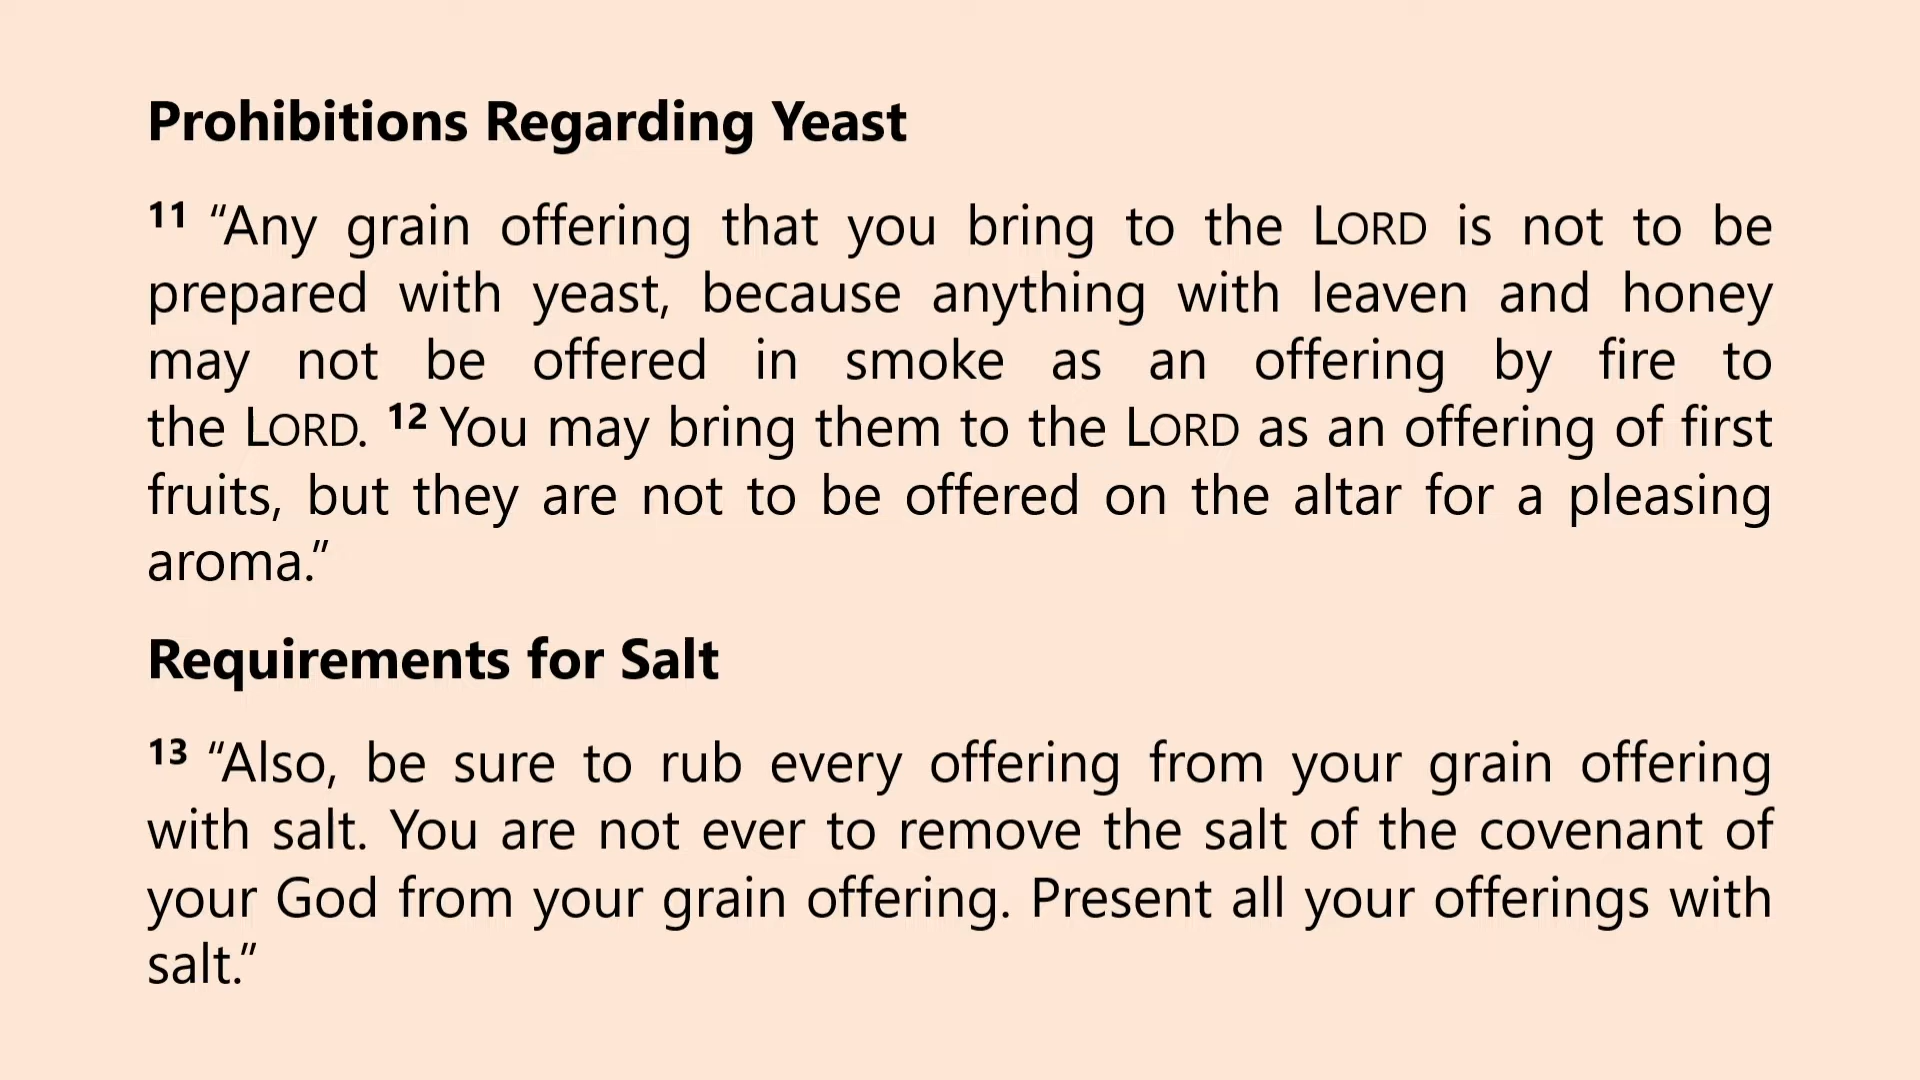 Prohibitions Regarding Yeast
11 “Any grain offering that you bring to the LORD is not to be
prepared with yeast, because anything with leaven and honey
may not be offered in smoke as an offering by fire to
the LORD. 12 You may bring them to the LORD as an offering of first
fruits, but they are not to be offered on the altar for a pleasing
aroma.”
Requirements for Salt
13 “Also, be sure to rub every offering from your grain offering
with salt. You are not ever to remove the salt of the covenant of
your God from your grain offering. Present all your offerings with
salt.”